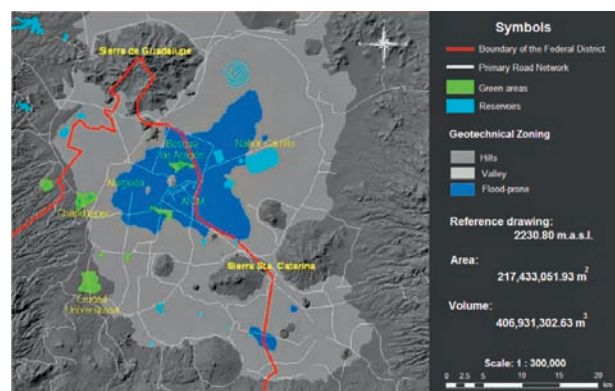 Sierra de Guadalupe
Bosque
de Aragon
Nabor Carrillo
Alameda
Chapultepec
Sierra Sta. Catarina
Ciudad
Universitaria
Symbols
Boundary of the Federal District
Primary Road Network
Green areas
Reservoirs
Geotechnical Zoning
Hills
Valley
Flood-prone
Reference drawing:
2230.80 m.a.s.l.
Area:
217,433,051.93 m²
Volume:
406,931,302.63 m³
Scale: 1 : 300,000
0 2.5 5 10 15 20
km